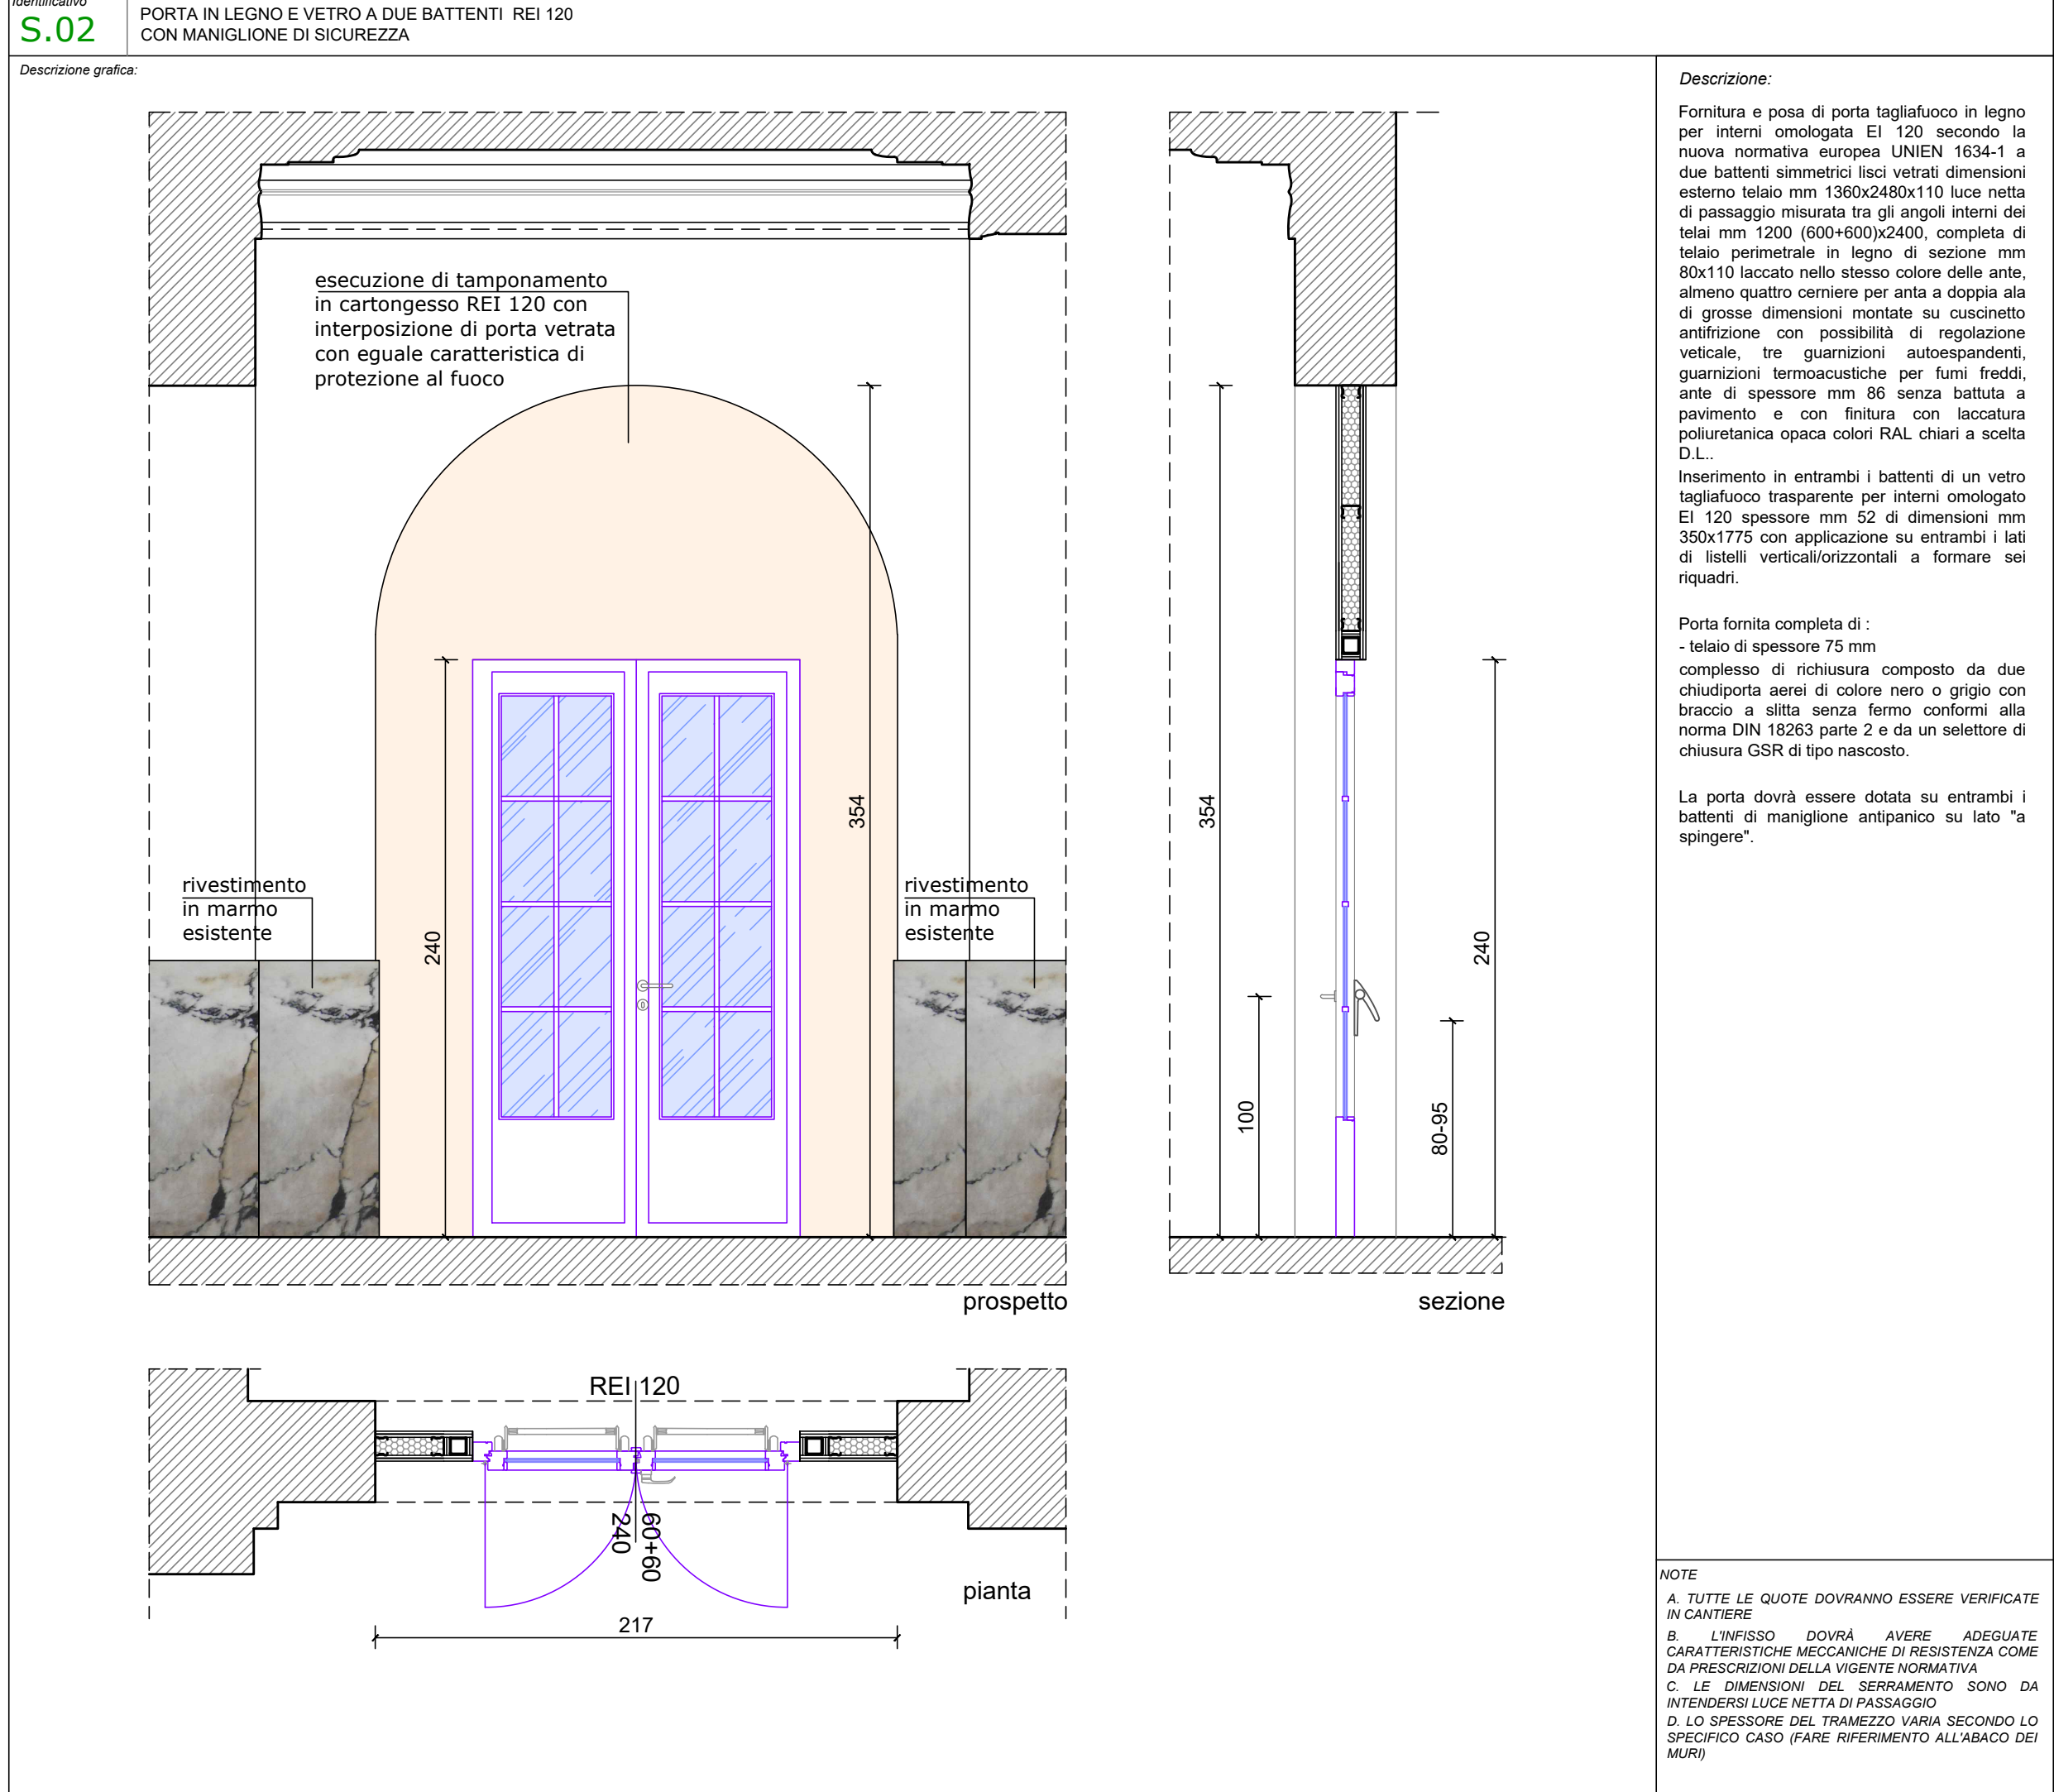 Identificativo
S.02
PORTA IN LEGNO E VETRO A DUE BATTENTI REI 120
CON MANIGLIONE DI SICUREZZA
Descrizione grafica:
esecuzione di tamponamento
in cartongesso REI 120 con
interposizione di porta vetrata
con eguale caratteristica di
protezione al fuoco
354
240
rivestimento
in marmo
esistente
rivestimento
in marmo
esistente
prospetto
354
240
100
80-95
sezione
REI 120
240
60+60
pianta
217
Descrizione:
Fornitura e posa di porta tagliafuoco in legno
per interni omologata EI 120 secondo la
nuova normativa europea UNIEN 1634-1 a
due battenti simmetrici lisci vetrati dimensioni
esterno telaio mm 1360x2480x110 luce netta
di passaggio misurata tra gli angoli interni dei
telai mm 1200 (600+600)x2400, completa di
telaio perimetrale in legno di sezione mm
80x110 laccato nello stesso colore delle ante,
almeno quattro cerniere per anta a doppia ala
di grosse dimensioni montate su cuscinetto
antifrizione con possibilità di regolazione
veticale, tre guarnizioni autoespandenti,
guarnizioni termoacustiche per fumi freddi,
ante di spessore mm 86 senza battuta a
pavimento e con finitura con laccatura
poliuretanica opaca colori RAL chiari a scelta
D.L..
Inserimento in entrambi i battenti di un vetro
tagliafuoco trasparente per interni omologato
EI 120 spessore mm 52 di dimensioni mm
350x1775 con applicazione su entrambi i lati
di listelli verticali/orizzontali a formare sei
riquadri.
Porta fornita completa di :
- telaio di spessore 75 mm
complesso di richiusura composto da due
chiudiporta aerei di colore nero o grigio con
braccio a slitta senza fermo conformi alla
norma DIN 18263 parte 2 e da un selettore di
chiusura GSR di tipo nascosto.
La porta dovrà essere dotata su entrambi i
battenti di maniglione antipanico su lato "a
spingere".
NOTE
A. TUTTE LE QUOTE DOVRANNO ESSERE VERIFICATE
IN CANTIERE
B. L'INFISSO DOVRÀ AVERE ADEGUATE
CARATTERISTICHE MECCANICHE DI RESISTENZA COME
DA PRESCRIZIONI DELLA VIGENTE NORMATIVA
C. LE DIMENSIONI DEL SERRAMENTO SONO DA
INTENDERSI LUCE NETTA DI PASSAGGIO
D. LO SPESSORE DEL TRAMEZZO VARIA SECONDO LO
SPECIFICO CASO (FARE RIFERIMENTO ALL'ABACO DEI
MURI)